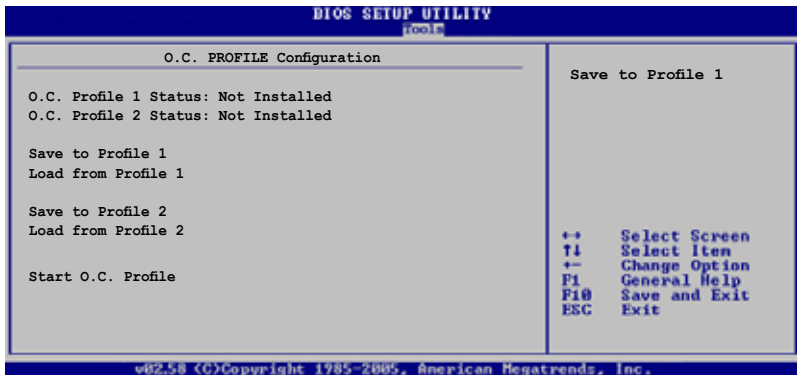 BIOS SETUP UTILITY
Tools
O.C. PROFILE Configuration
O.C. Profile 1 Status: Not Installed
O.C. Profile 2 Status: Not Installed
Save to Profile 1
Load from Profile 1
Save to Profile 2
Load from Profile 2
Start O.C. Profile
Save to Profile 1
←→ Select Screen
↑↓ Select Item
+- Change Option
F1 General Help
F10 Save and Exit
ESC Exit
v02.58 (C)Copyright 1985-2005, American Megatrends, Inc.